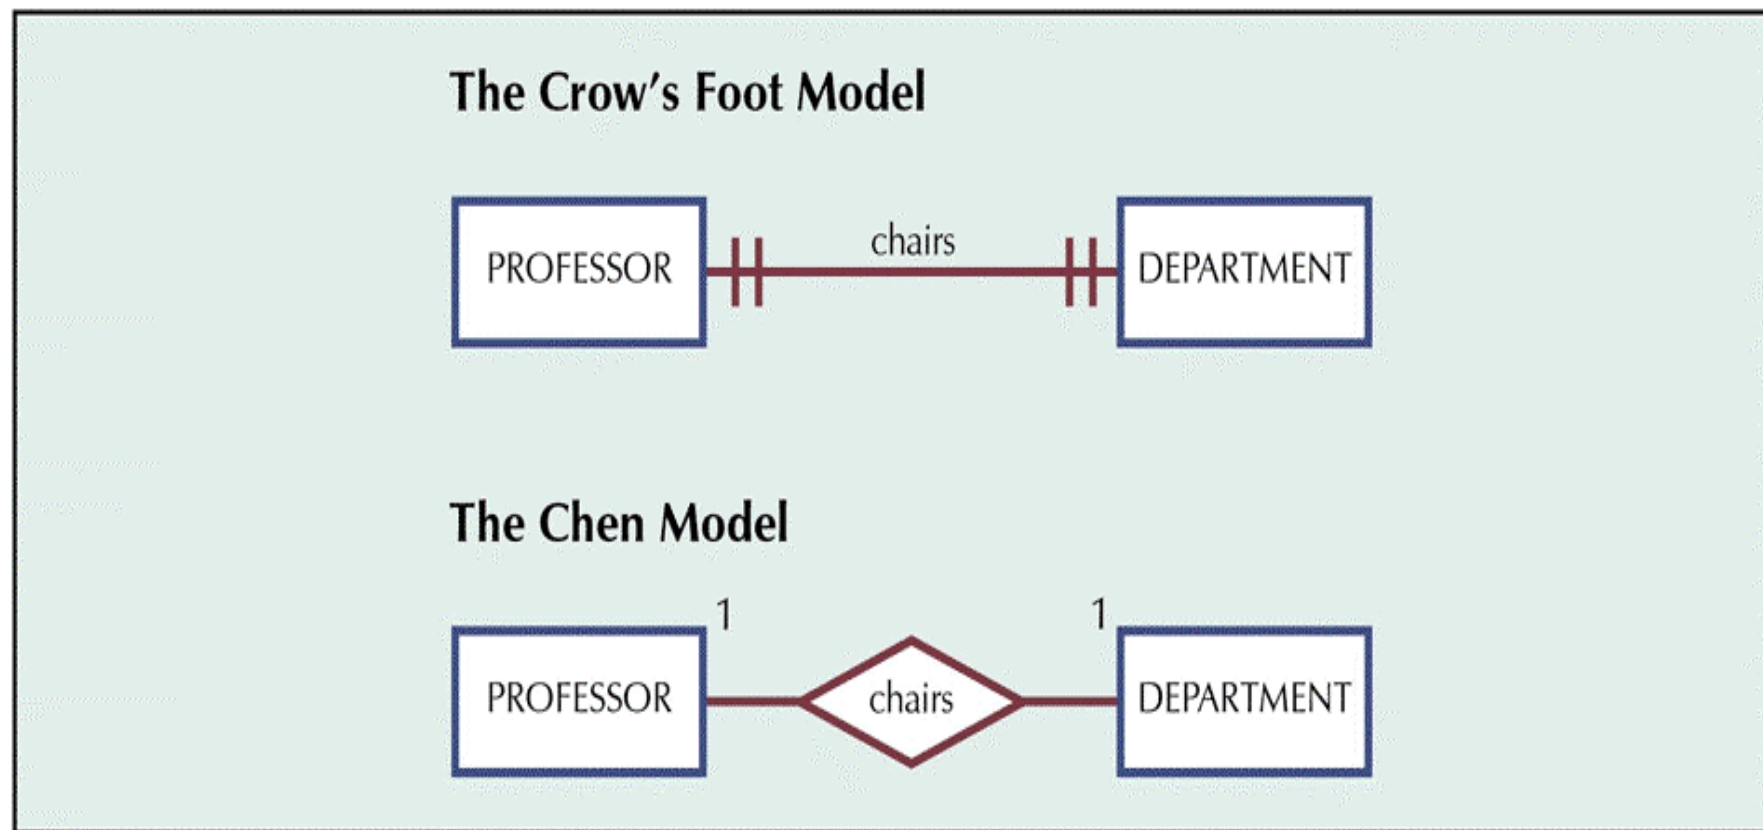 The Crow’s Foot Model
PROFESSOR chairs DEPARTMENT
The Chen Model
1 1
PROFESSOR chairs DEPARTMENT